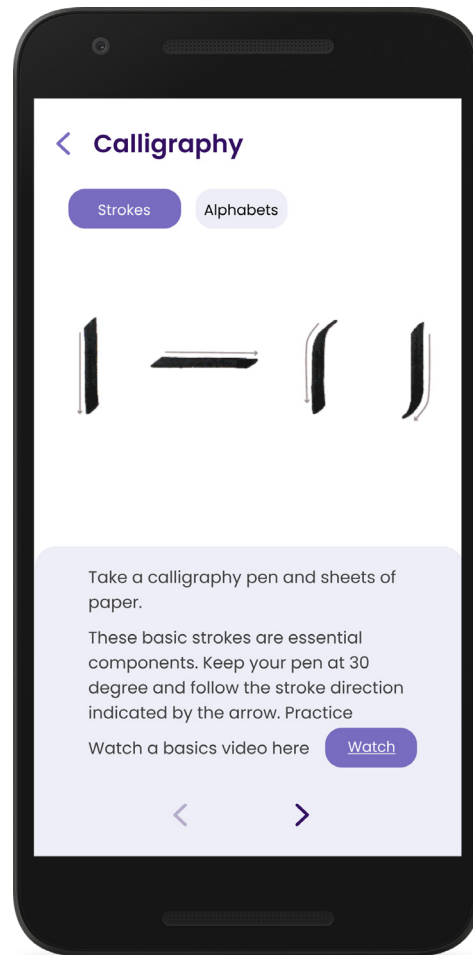 Calligraphy
Strokes Alphabets
Take a calligraphy pen and sheets of
paper.
These basic strokes are essential
components. Keep your pen at 30
degree and follow the stroke direction
indicated by the arrow. Practice
Watch a basics video here Watch